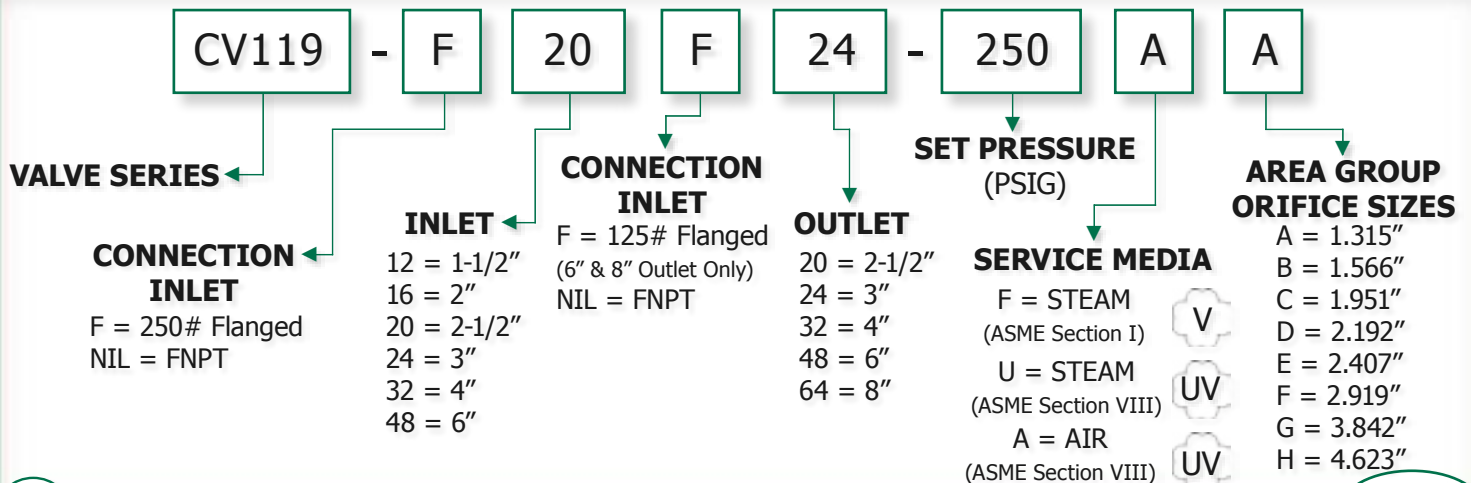 CV119 - F 20 F 24 - 250 A A
VALVE SERIES
CONNECTION
INLET
F = 250# Flanged
NIL = FNPT
INLET
12 = 1-1/2″
16 = 2″
20 = 2-1/2″
24 = 3″
32 = 4″
48 = 6″
CONNECTION
INLET
F = 125# Flanged
(6″ & 8″ Outlet Only)
NIL = FNPT
OUTLET
20 = 2-1/2″
24 = 3″
32 = 4″
48 = 6″
64 = 8″
SET PRESSURE
(PSIG)
SERVICE MEDIA
F = STEAM
(ASME Section I)
V
U = STEAM
(ASME Section VIII)
UV
A = AIR
(ASME Section VIII)
UV
AREA GROUP
ORIFICE SIZES
A = 1.315″
B = 1.566″
C = 1.951″
D = 2.192″
E = 2.407″
F = 2.919″
G = 3.842″
H = 4.623″